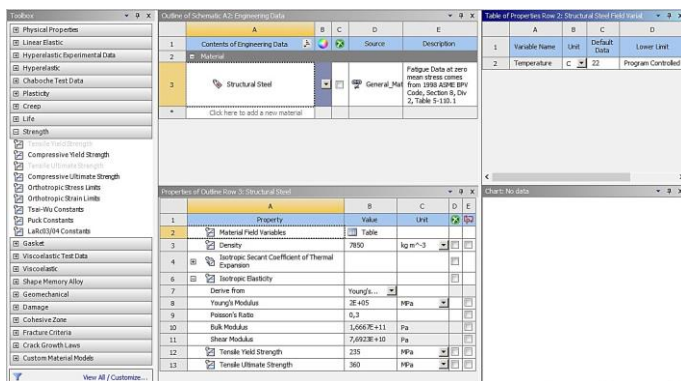 Toolbox
Physical Properties
Linear Elastic
Hyperelastic Experimental Data
Hyperelastic
Chaboche Test Data
Plasticity
Creep
Life
Strength
Tensile Yield Strength
Compressive Yield Strength
Tensile Ultimate Strength
Compressive Ultimate Strength
Orthotropic Stress Limits
Orthotropic Strain Limits
Tsai-Wu Constants
Puck Constants
LaRc03/04 Constants
Gasket
Viscoelastic Test Data
Viscoelastic
Shape Memory Alloy
Geomechanical
Damage
Cohesive Zone
Fracture Criteria
Crack Growth Laws
Custom Material Models
View All / Customize...
Outline of Schematic A2: Engineering Data
A B C D E
1 Contents of Engineering Data Source Description
2 Material
3 Structural Steel General_Mat
Fatigue Data at zero
mean stress comes
from 1998 ASME BPV
Code, Section 8, Div
2, Table 5-110.1
* Click here to add a new material
Properties of Outline Row 3: Structural Steel
A B C D E
1 Property Value Unit
2 Material Field Variables Table
3 Density 7850 kg m^-3
4 Isotropic Secant Coefficient of Thermal
Expansion
6 Isotropic Elasticity
7 Derive from Young's...
8 Young's Modulus 2E+05 MPa
9 Poisson's Ratio 0,3
10 Bulk Modulus 1,6667E+11 Pa
11 Shear Modulus 7,6923E+10 Pa
12 Tensile Yield Strength 235 MPa
13 Tensile Ultimate Strength 360 MPa
Table of Properties Row 2: Structural Steel Field Variabl
A B C D
1 Variable Name Unit Default
Data Lower Limit
2 Temperature C 22 Program Controlled
Chart: No data